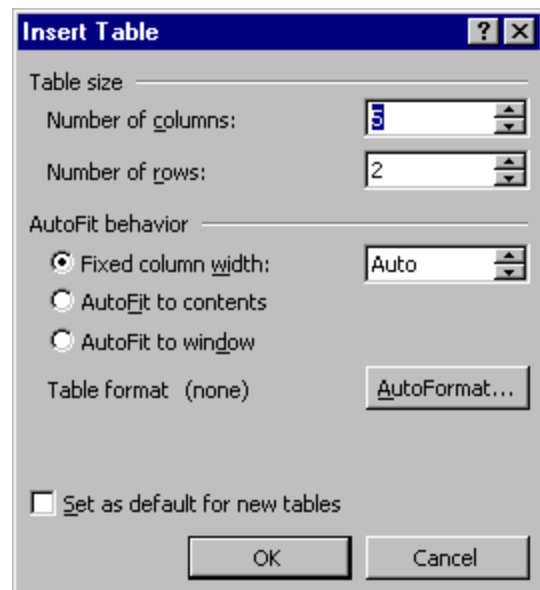 Insert Table
Table size
Number of columns: 5
Number of rows: 2
AutoFit behavior
Fixed column width: Auto
AutoFit to contents
AutoFit to window
Table format (none) AutoFormat...
Set as default for new tables
OK Cancel